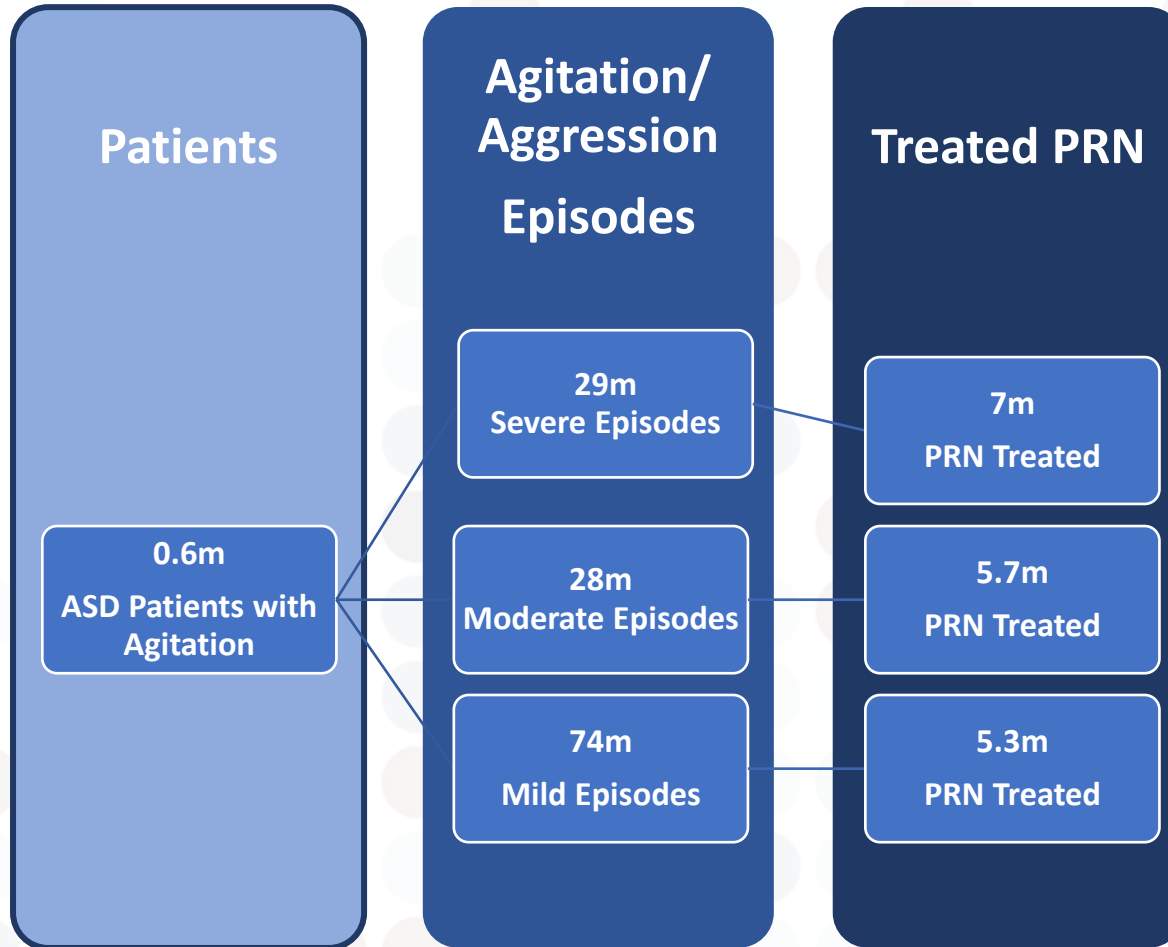 Patients
0.6m
ASD Patients with
Agitation
Agitation/
Aggression
Episodes
29m
Severe Episodes
28m
Moderate Episodes
74m
Mild Episodes
Treated PRN
7m
PRN Treated
5.7m
PRN Treated
5.3m
PRN Treated